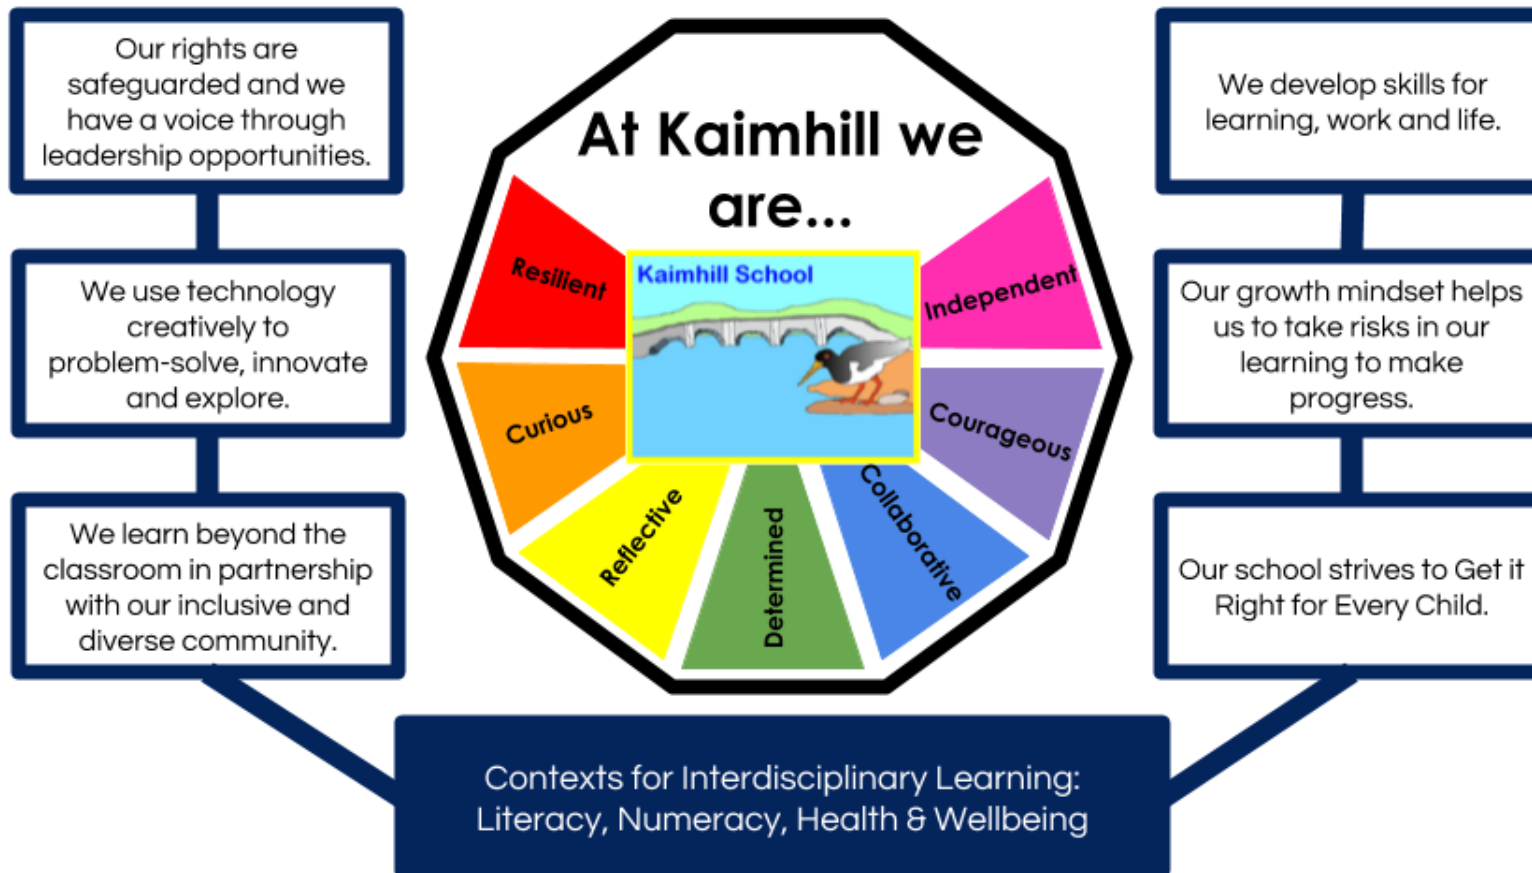 Our rights are
safeguarded and we
have a voice through
leadership opportunities.
We use technology
creatively to
problem-solve, innovate
and explore.
We learn beyond the
classroom in partnership
with our inclusive and
diverse community.
At Kaimhill we
are...
Resilient
Curious
Reflective
Determined
Collaborative
Courageous
Independent
Kaimhill School
We develop skills for
learning, work and life.
Our growth mindset helps
us to take risks in our
learning to make
progress.
Our school strives to Get it
Right for Every Child.
Contexts for Interdisciplinary Learning:
Literacy, Numeracy, Health & Wellbeing